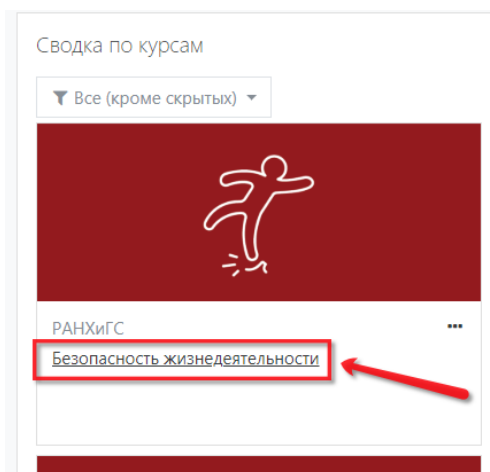 Сводка по курсам
Все (кроме скрытых)
РАНХиГС
Безопасность жизнедеятельности